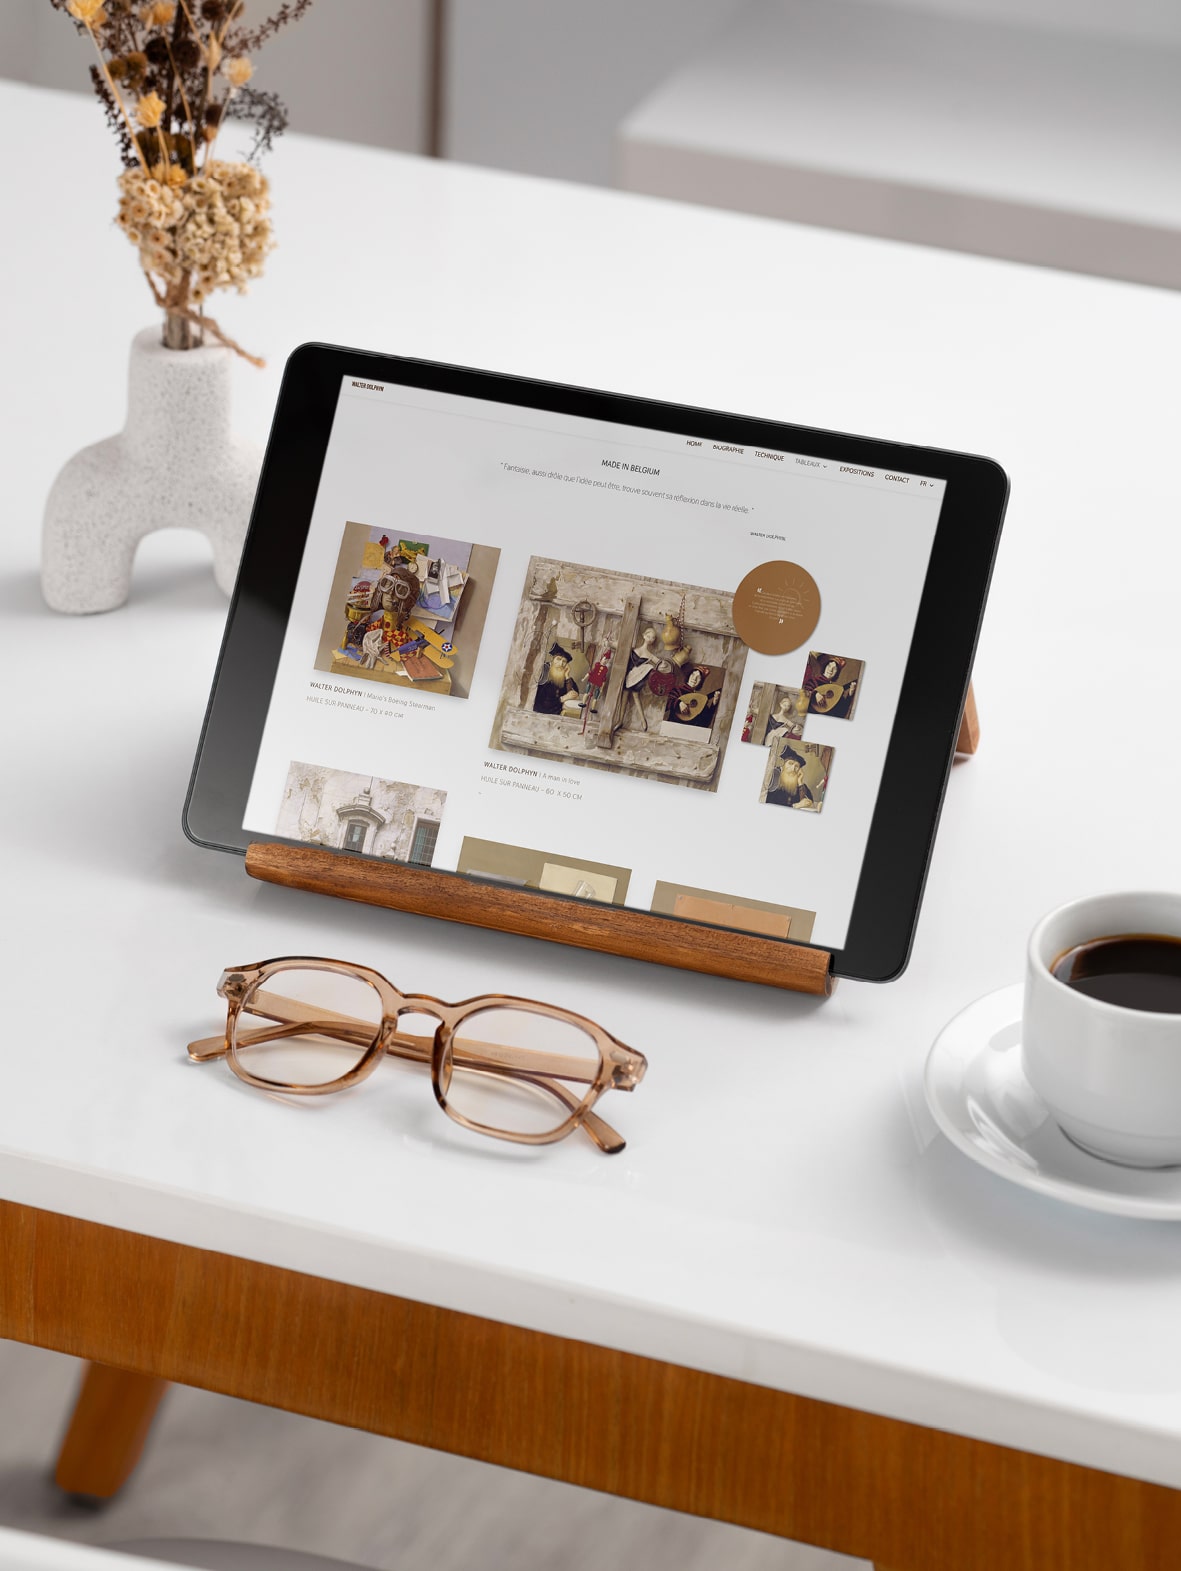 WALTER DOLPHYN
HOME BIOGRAPHIE TECHNIQUE TABLEAUX EXPOSITIONS CONTACT FR
MADE IN BELGIUM
" Fantaisie, aussi drôle que l'idée peut être, trouve souvent sa réflexion dans la vie réelle. "
WALTER DOLPHYN
WALTER DOLPHYN | Mario's Boeing Stearman
HUILE SUR PANNEAU - 70 X 80 CM
WALTER DOLPHYN | A man in love
HUILE SUR PANNEAU - 60 X 50 CM